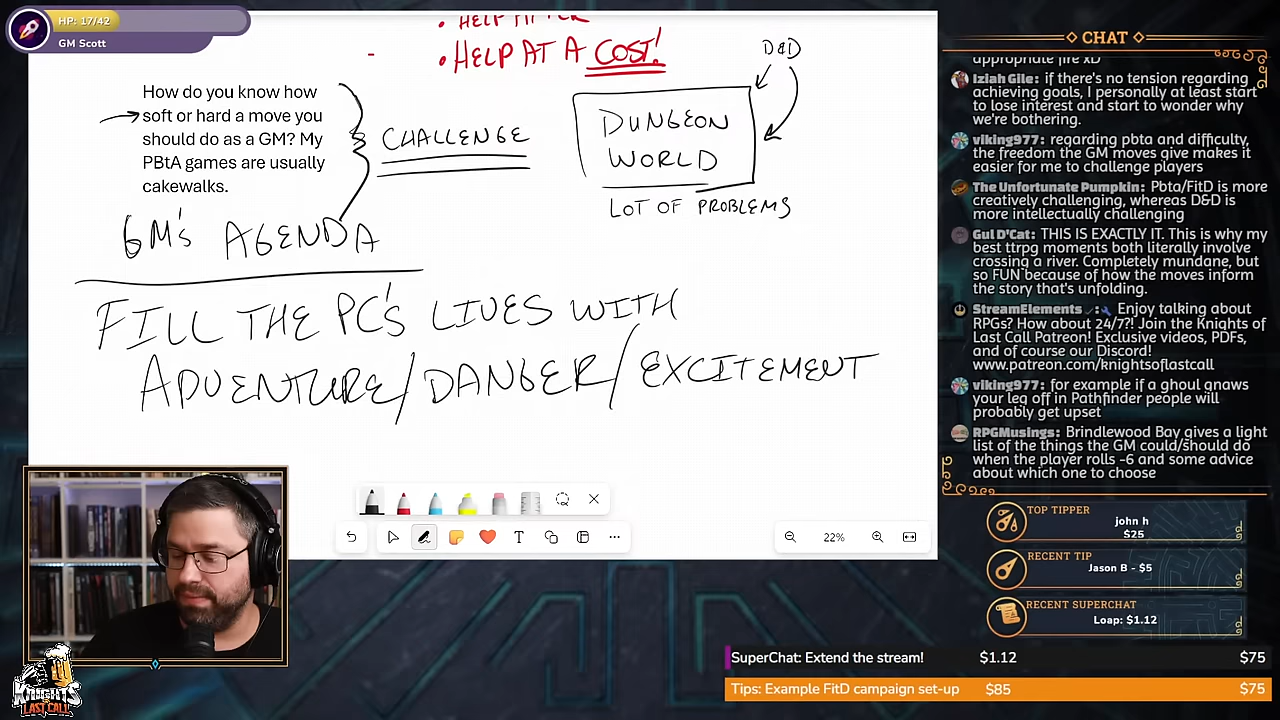 HP: 17/42
GM Scott
• HELP AT A COST!
How do you know how
soft or hard a move you
should do as a GM? My
PBtA games are usually
cakewalks.
CHALLENGE
D&D
DUNGEON
WORLD
LOT OF PROBLEMS
GM's AGENDA
FILL THE PC's LIVES WITH
ADVENTURE/DANGER/EXCITEMENT
T
22%
KNIGHTS
OF
LAST CALL
CHAT
appropriate fire xD
Iziah Gile: if there's no tension regarding
achieving goals, I personally at least start
to lose interest and start to wonder why
we're bothering.
viking977: regarding pbta and difficulty,
the freedom the GM moves give makes it
easier for me to challenge players
The Unfortunate Pumpkin: Pbta/FitD is more
creatively challenging, whereas D&D is
more intellectually challenging
Gul D'Cat: THIS IS EXACTLY IT. This is why my
best ttrpg moments both literally involve
crossing a river. Completely mundane, but
so FUN because of how the moves inform
the story that's unfolding.
StreamElements: Enjoy talking about
RPGs? How about 24/7?! Join the Knights of
Last Call Patreon! Exclusive videos, PDFs,
and of course our Discord!
www.patreon.com/knightsoflastcall
viking977: for example if a ghoul gnaws
your leg off in Pathfinder people will
probably get upset
RPGMusings: Brindlewood Bay gives a light
list of the things the GM could/should do
when the player rolls -6 and some advice
about which one to choose
TOP TIPPER
john h
$25
RECENT TIP
Jason B - $5
RECENT SUPERCHAT
Loap: $1.12
SuperChat: Extend the stream! $1.12 $75
Tips: Example FitD campaign set-up $85 $75